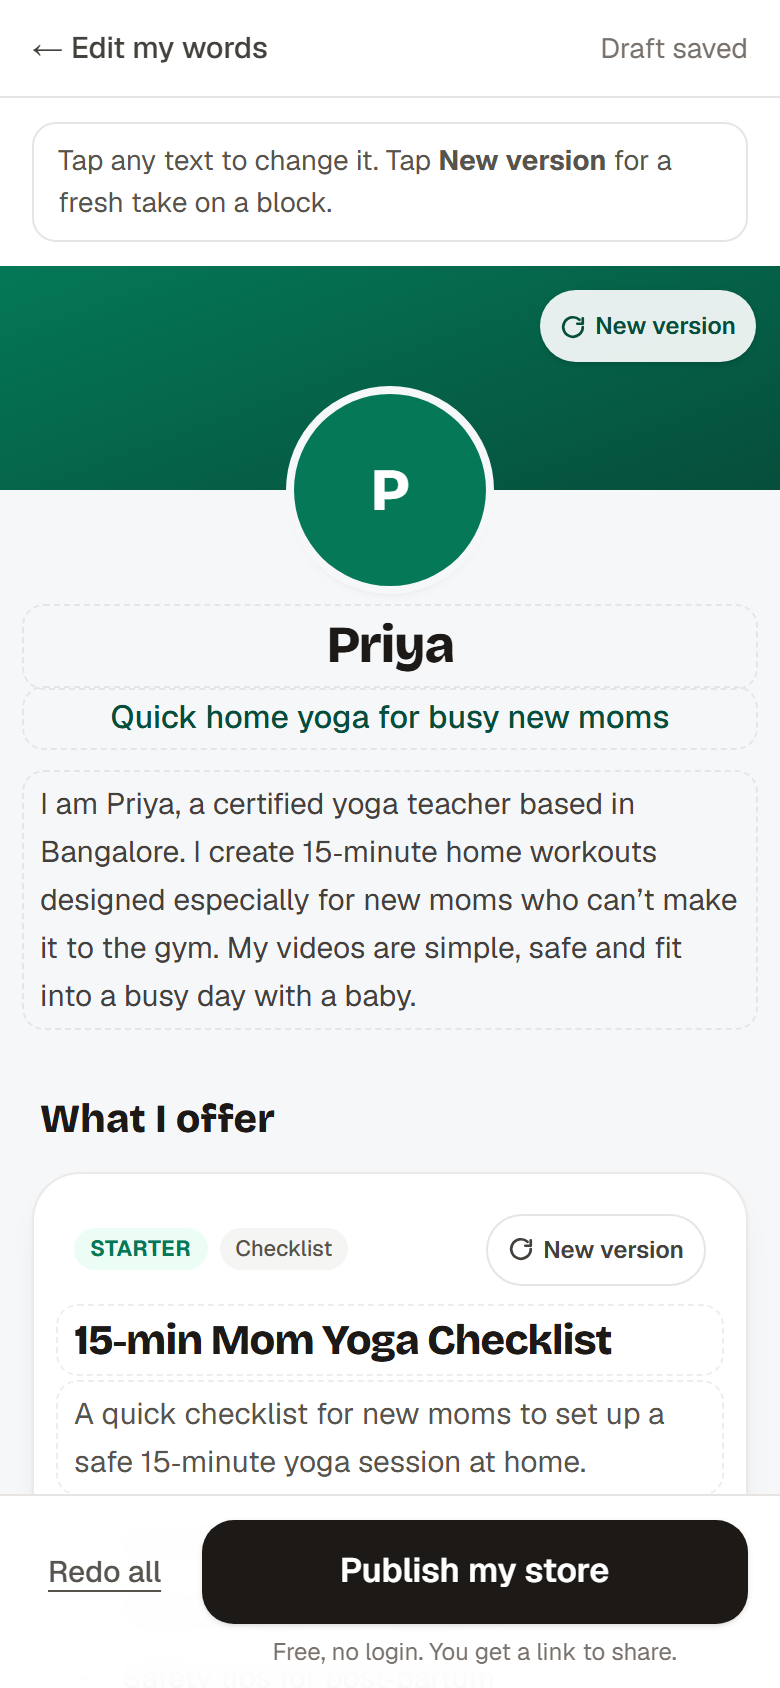 ← Edit my words
Draft saved
Tap any text to change it. Tap New version for a
fresh take on a block.
New version
P
Priya
Quick home yoga for busy new moms
I am Priya, a certified yoga teacher based in
Bangalore. I create 15-minute home workouts
designed especially for new moms who can’t make
it to the gym. My videos are simple, safe and fit
into a busy day with a baby.
What I offer
STARTER
Checklist
New version
15-min Mom Yoga Checklist
A quick checklist for new moms to set up a
safe 15-minute yoga session at home.
Redo all
Publish my store
Free, no login. You get a link to share.
Safety tips for post-partum